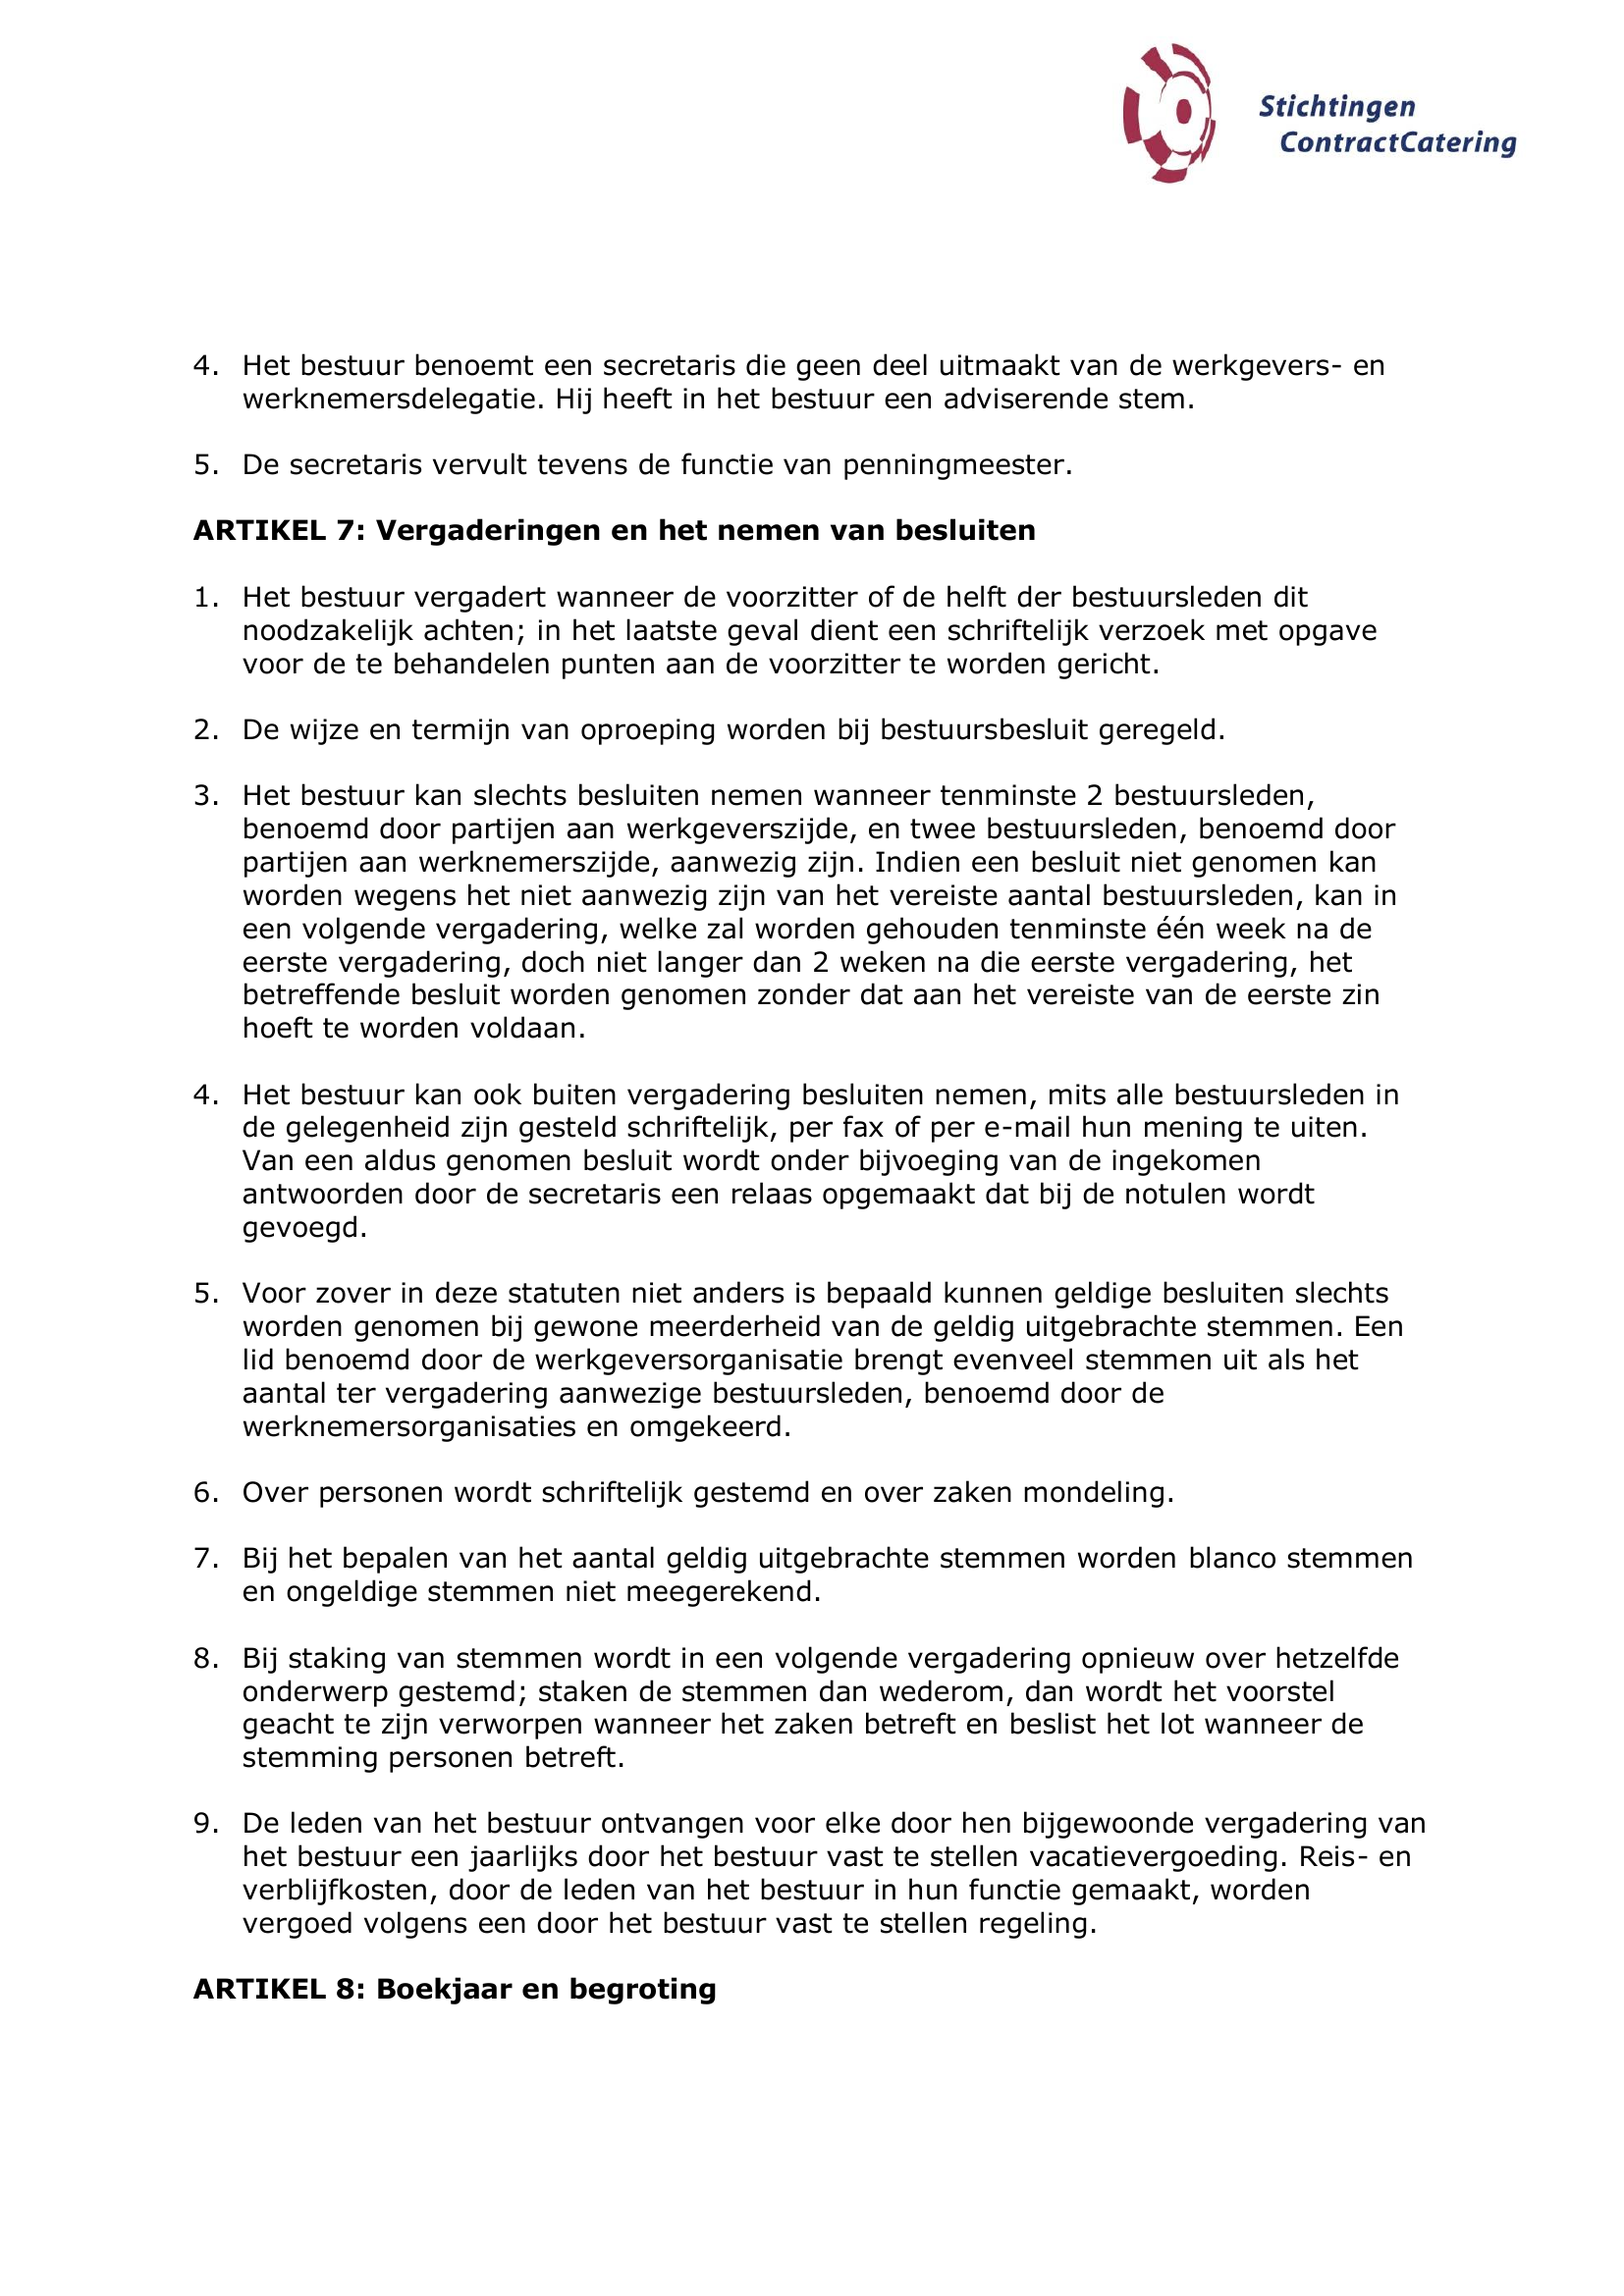 Stichtingen
ContractCatering
4. Het bestuur benoemt een secretaris die geen deel uitmaakt van de werkgevers- en
werknemersdelegatie. Hij heeft in het bestuur een adviserende stem.
5. De secretaris vervult tevens de functie van penningmeester.
ARTIKEL 7: Vergaderingen en het nemen van besluiten
1. Het bestuur vergadert wanneer de voorzitter of de helft der bestuursleden dit
noodzakelijk achten; in het laatste geval dient een schriftelijk verzoek met opgave
voor de te behandelen punten aan de voorzitter te worden gericht.
2. De wijze en termijn van oproeping worden bij bestuursbesluit geregeld.
3. Het bestuur kan slechts besluiten nemen wanneer tenminste 2 bestuursleden,
benoemd door partijen aan werkgeverszijde, en twee bestuursleden, benoemd door
partijen aan werknemerszijde, aanwezig zijn. Indien een besluit niet genomen kan
worden wegens het niet aanwezig zijn van het vereiste aantal bestuursleden, kan in
een volgende vergadering, welke zal worden gehouden tenminste één week na de
eerste vergadering, doch niet langer dan 2 weken na die eerste vergadering, het
betreffende besluit worden genomen zonder dat aan het vereiste van de eerste zin
hoeft te worden voldaan.
4. Het bestuur kan ook buiten vergadering besluiten nemen, mits alle bestuursleden in
de gelegenheid zijn gesteld schriftelijk, per fax of per e-mail hun mening te uiten.
Van een aldus genomen besluit wordt onder bijvoeging van de ingekomen
antwoorden door de secretaris een relaas opgemaakt dat bij de notulen wordt
gevoegd.
5. Voor zover in deze statuten niet anders is bepaald kunnen geldige besluiten slechts
worden genomen bij gewone meerderheid van de geldig uitgebrachte stemmen. Een
lid benoemd door de werkgeversorganisatie brengt evenveel stemmen uit als het
aantal ter vergadering aanwezige bestuursleden, benoemd door de
werknemersorganisaties en omgekeerd.
6. Over personen wordt schriftelijk gestemd en over zaken mondeling.
7. Bij het bepalen van het aantal geldig uitgebrachte stemmen worden blanco stemmen
en ongeldige stemmen niet meegerekend.
8. Bij staking van stemmen wordt in een volgende vergadering opnieuw over hetzelfde
onderwerp gestemd; staken de stemmen dan wederom, dan wordt het voorstel
geacht te zijn verworpen wanneer het zaken betreft en beslist het lot wanneer de
stemming personen betreft.
9. De leden van het bestuur ontvangen voor elke door hen bijgewoonde vergadering van
het bestuur een jaarlijks door het bestuur vast te stellen vacatievergoeding. Reis- en
verblijfkosten, door de leden van het bestuur in hun functie gemaakt, worden
vergoed volgens een door het bestuur vast te stellen regeling.
ARTIKEL 8: Boekjaar en begroting